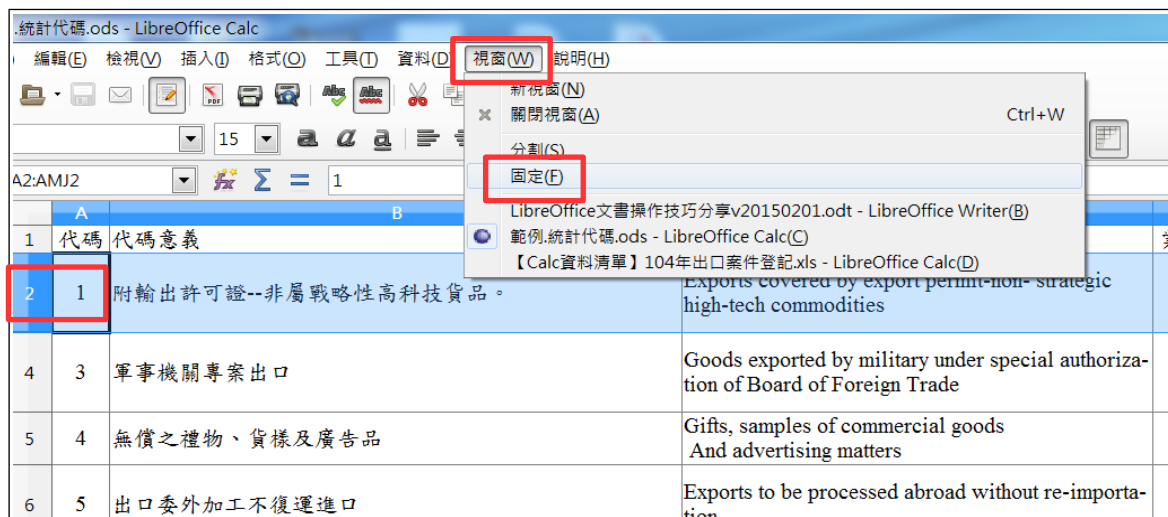 .統計代碼.ods - LibreOffice Calc
編輯(E) 檢視(V) 插入(I) 格式(O) 工具(T) 資料(D) 視窗(W) 說明(H)
新視窗(N)
關閉視窗(A) Ctrl+W
分割(S)
固定(F)
LibreOffice文書操作技巧分享v20150201.odt - LibreOffice Writer(B)
範例.統計代碼.ods - LibreOffice Calc(C)
【Calc資料清單】104年出口案件登記.xls - LibreOffice Calc(D)
15
A2:AMJ2 1
A B
1 代碼 代碼意義
2 1 附輸出許可證--非屬戰略性高科技貨品。 Exports covered by export permit-non- strategic
high-tech commodities
4 3 軍事機關專案出口 Goods exported by military under special authoriza-
tion of Board of Foreign Trade
5 4 無償之禮物、貨樣及廣告品 Gifts, samples of commercial goods
And advertising matters
6 5 出口委外加工不復運進口 Exports to be processed abroad without re-importa-
tion